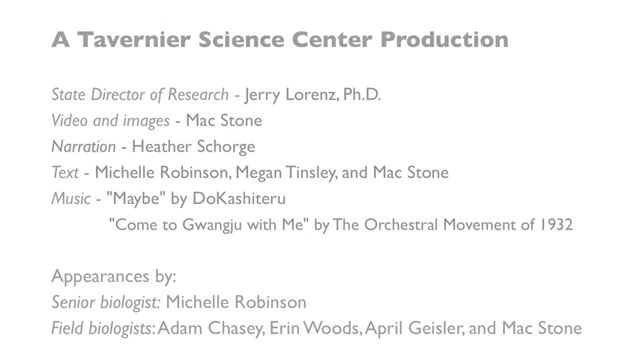 A Tavernier Science Center Production
State Director of Research - Jerry Lorenz, Ph.D.
Video and images - Mac Stone
Narration - Heather Schorge
Text - Michelle Robinson, Megan Tinsley, and Mac Stone
Music - "Maybe" by DoKashiteru
"Come to Gwangju with Me" by The Orchestral Movement of 1932
Appearances by:
Senior biologist: Michelle Robinson
Field biologists: Adam Chasey, Erin Woods, April Geisler, and Mac Stone